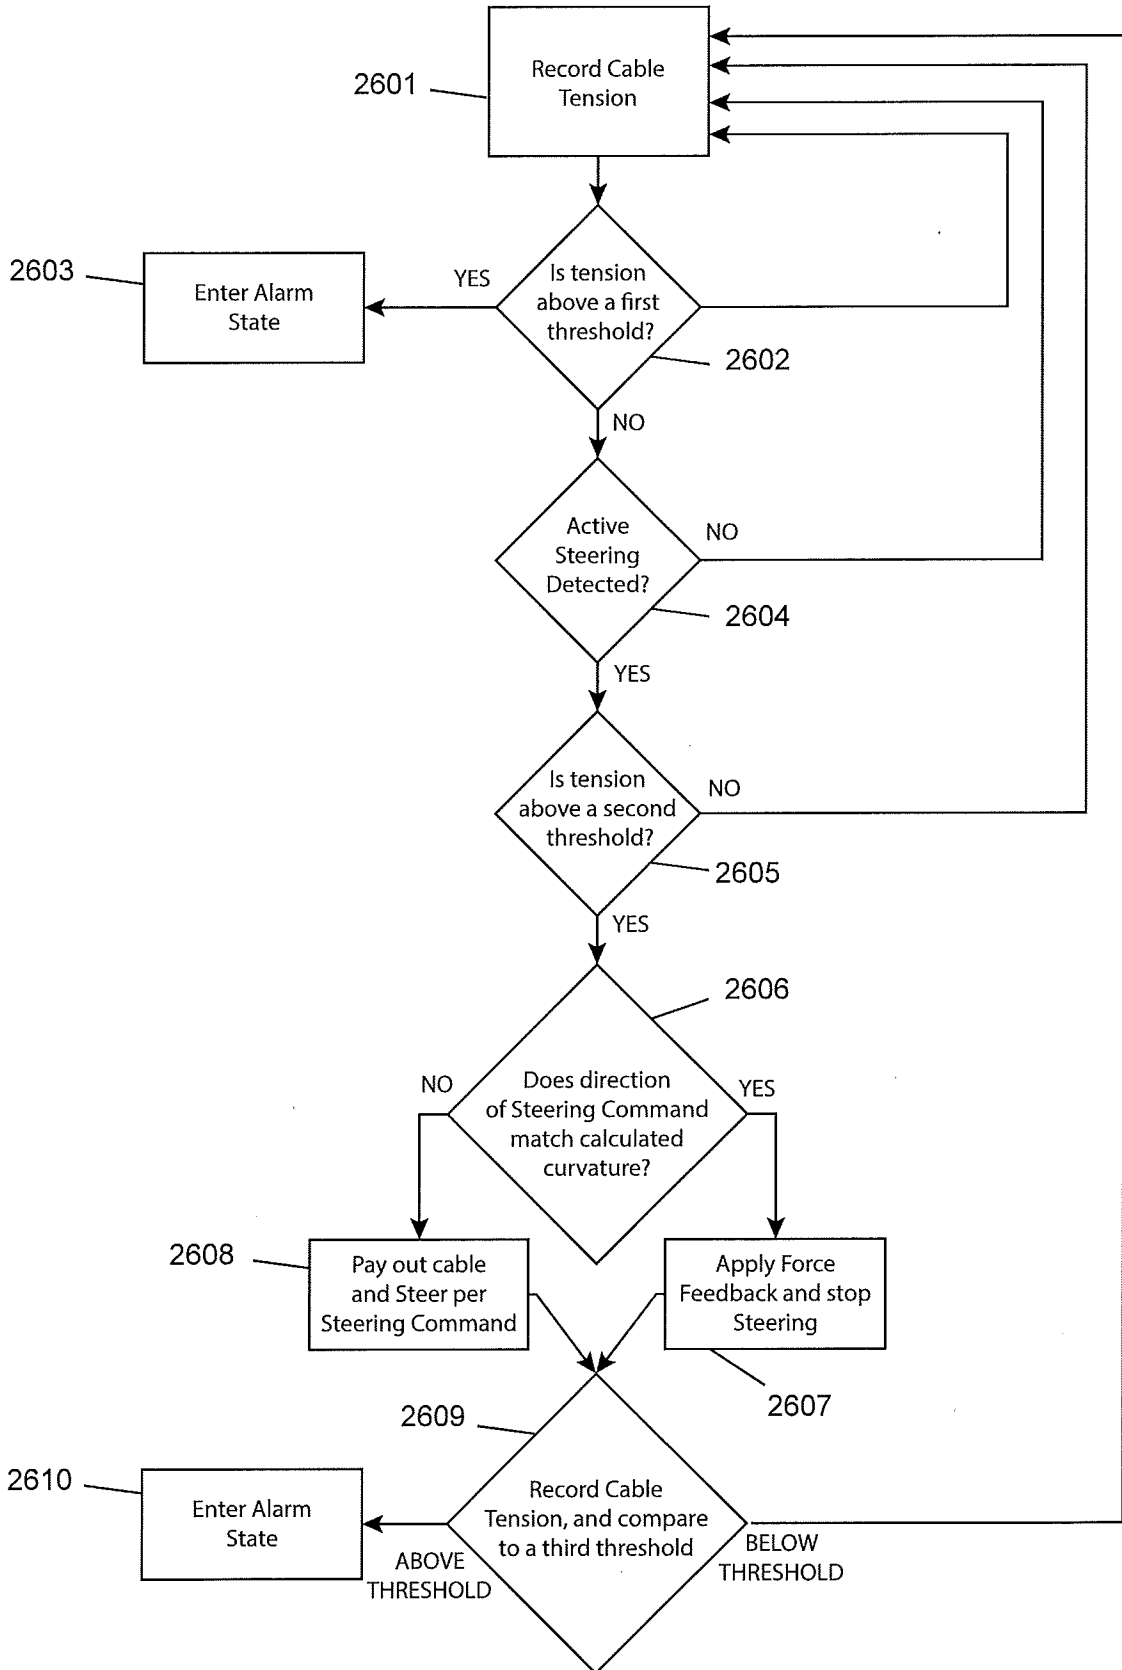 2601
Record Cable
Tension
2603
Enter Alarm
State
YES
Is tension
above a first
threshold?
2602
NO
Active
Steering
Detected?
NO
2604
YES
Is tension
above a second
threshold?
NO
2605
YES
2606
NO
Does direction
of Steering Command
match calculated
curvature?
YES
2608
Pay out cable
and Steer per
Steering Command
Apply Force
Feedback and stop
Steering
2607
2609
2610
Enter Alarm
State
Record Cable
Tension, and compare
to a third threshold
ABOVE
THRESHOLD
BELOW
THRESHOLD